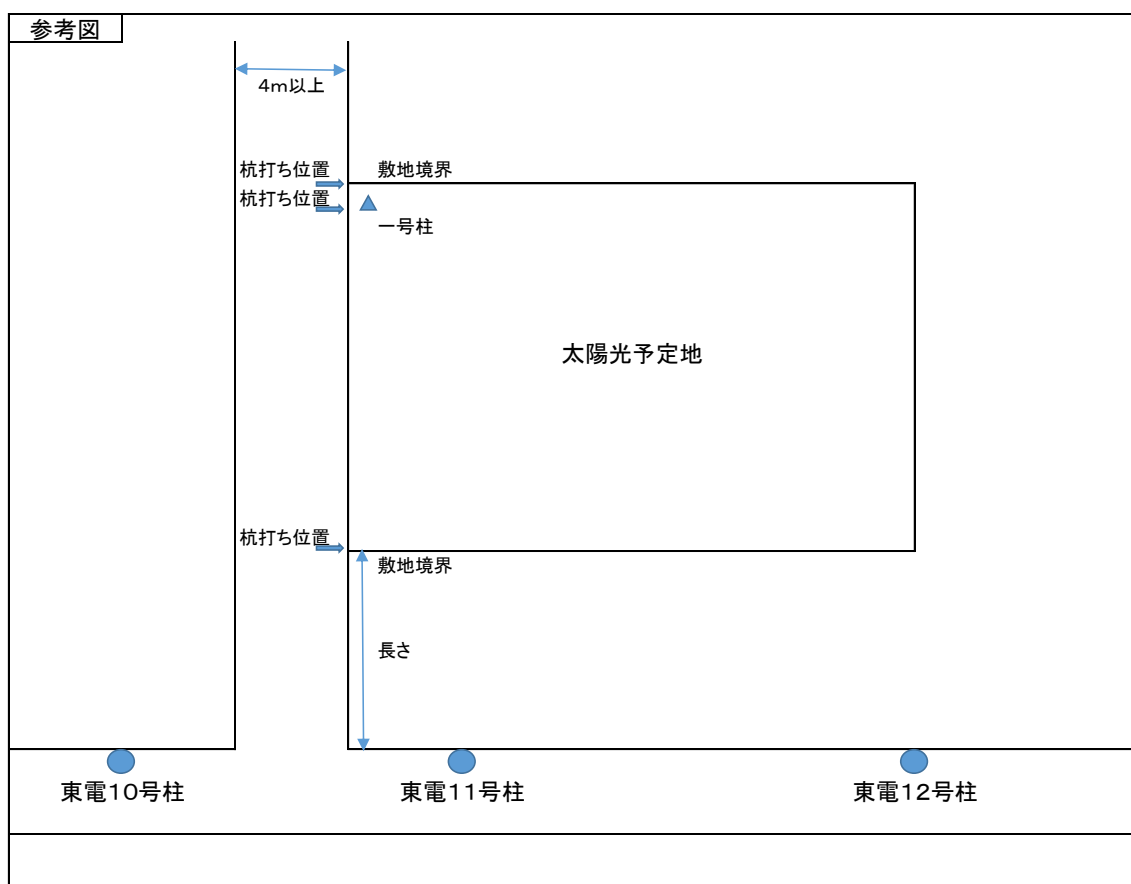 参考図
4m以上
杭打ち位置
敷地境界
杭打ち位置
一号柱
太陽光予定地
杭打ち位置
敷地境界
長さ
東電10号柱
東電11号柱
東電12号柱